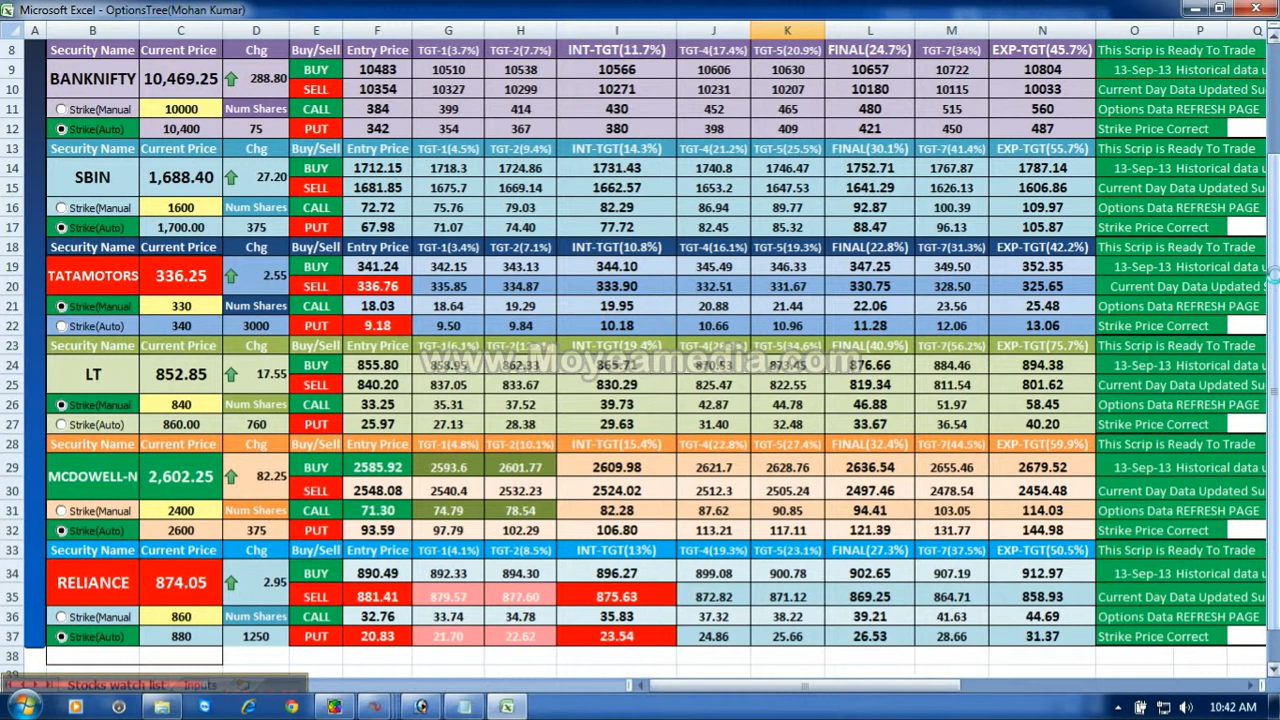 Microsoft Excel - OptionsTree(Mohan Kumar)
A B C D E F G H I J K L M N O P Q
8 Security Name Current Price Chg Buy/Sell Entry Price TGT-1(3.7%) TGT-2(7.7%) INT-TGT(11.7%) TGT-4(17.4%) TGT-5(20.9%) FINAL(24.7%) TGT-7(34%) EXP-TGT(45.7%) This Scrip is Ready To Trade
9 BANKNIFTY 10,469.25 288.80 BUY 10483 10510 10538 10566 10606 10630 10657 10722 10804 13-Sep-13 Historical data
10 SELL 10354 10327 10299 10271 10231 10207 10180 10115 10033 Current Day Data Updated
11 Strike(Manual 10000 Num Shares CALL 384 399 414 430 452 465 480 515 560 Options Data REFRESH PAGE
12 Strike(Auto) 10,400 75 PUT 342 354 367 380 398 409 421 450 487 Strike Price Correct
13 Security Name Current Price Chg Buy/Sell Entry Price TGT-1(4.5%) TGT-2(9.4%) INT-TGT(14.3%) TGT-4(21.2%) TGT-5(25.5%) FINAL(30.1%) TGT-7(41.4%) EXP-TGT(55.7%) This Scrip is Ready To Trade
14 SBIN 1,688.40 27.20 BUY 1712.15 1718.3 1724.86 1731.43 1740.8 1746.47 1752.71 1767.87 1787.14 13-Sep-13 Historical data
15 SELL 1681.85 1675.7 1669.14 1662.57 1653.2 1647.53 1641.29 1626.13 1606.86 Current Day Data Updated
16 Strike(Manual 1600 Num Shares CALL 72.72 75.76 79.03 82.29 86.94 89.77 92.87 100.39 109.97 Options Data REFRESH PAGE
17 Strike(Auto) 1,700.00 375 PUT 67.98 71.07 74.40 77.72 82.45 85.32 88.47 96.13 105.87 Strike Price Correct
18 Security Name Current Price Chg Buy/Sell Entry Price TGT-1(3.4%) TGT-2(7.1%) INT-TGT(10.8%) TGT-4(16.1%) TGT-5(19.3%) FINAL(22.8%) TGT-7(31.3%) EXP-TGT(42.2%) This Scrip is Ready To Trade
19 TATAMOTORS 336.25 2.55 BUY 341.24 342.15 343.13 344.10 345.49 346.33 347.25 349.50 352.35 13-Sep-13 Historical data
20 SELL 336.76 335.85 334.87 333.90 332.51 331.67 330.75 328.50 325.65 Current Day Data Updated
21 Strike(Manual 330 Num Shares CALL 18.03 18.64 19.29 19.95 20.88 21.44 22.06 23.56 25.48 Options Data REFRESH PAGE
22 Strike(Auto) 340 3000 PUT 9.18 9.50 9.84 10.18 10.66 10.96 11.28 12.06 13.06 Strike Price Correct
23 Security Name Current Price Chg Buy/Sell Entry Price TGT-1(6.1%) INT-TGT(19.4%) TGT-5(34.6%) FINAL(40.9%) TGT-7(56.2%) EXP-TGT(75.7%) This Scrip is Ready To Trade
24 LT 852.85 17.55 BUY 855.80 858.95 862.33 865.71 870.53 873.45 876.66 884.46 894.38 13-Sep-13 Historical data
25 SELL 840.20 837.05 833.67 830.29 825.47 822.55 819.34 811.54 801.62 Current Day Data Updated
26 Strike(Manual 840 Num Shares CALL 33.25 35.31 37.52 39.73 42.87 44.78 46.88 51.97 58.45 Options Data REFRESH PAGE
27 Strike(Auto) 860.00 760 PUT 25.97 27.13 28.38 29.63 31.40 32.48 33.67 36.54 40.20 Strike Price Correct
28 Security Name Current Price Chg Buy/Sell Entry Price TGT-1(4.8%) TGT-2(10.1%) INT-TGT(15.4%) TGT-4(22.8%) TGT-5(27.4%) FINAL(32.4%) TGT-7(44.5%) EXP-TGT(59.9%) This Scrip is Ready To Trade
29 MCDOWELL-N 2,602.25 82.25 BUY 2585.92 2593.6 2601.77 2609.98 2621.7 2628.76 2636.54 2655.46 2679.52 13-Sep-13 Historical data
30 SELL 2548.08 2540.4 2532.23 2524.02 2512.3 2505.24 2497.46 2478.54 2454.48 Current Day Data Updated
31 Strike(Manual 2400 Num Shares CALL 71.30 74.79 78.54 82.28 87.62 90.85 94.41 103.05 114.03 Options Data REFRESH PAGE
32 Strike(Auto) 2600 375 PUT 93.59 97.79 102.29 106.80 113.21 117.11 121.39 131.77 144.98 Strike Price Correct
33 Security Name Current Price Chg Buy/Sell Entry Price TGT-1(4.1%) TGT-2(8.5%) INT-TGT(13%) TGT-4(19.3%) TGT-5(23.1%) FINAL(27.3%) TGT-7(37.5%) EXP-TGT(50.5%) This Scrip is Ready To Trade
34 RELIANCE 874.05 2.95 BUY 890.49 892.33 894.30 896.27 899.08 900.78 902.65 907.19 912.97 13-Sep-13 Historical data
35 SELL 881.41 879.57 877.60 875.63 872.82 871.12 869.25 864.71 858.93 Current Day Data Updated
36 Strike(Manual 860 Num Shares CALL 32.76 33.74 34.78 35.83 37.32 38.22 39.21 41.63 44.69 Options Data REFRESH PAGE
37 Strike(Auto) 880 1250 PUT 20.83 21.70 22.62 23.54 24.86 25.66 26.53 28.66 31.37 Strike Price Correct
38
39
Stocks watch list Inputs
10:42 AM